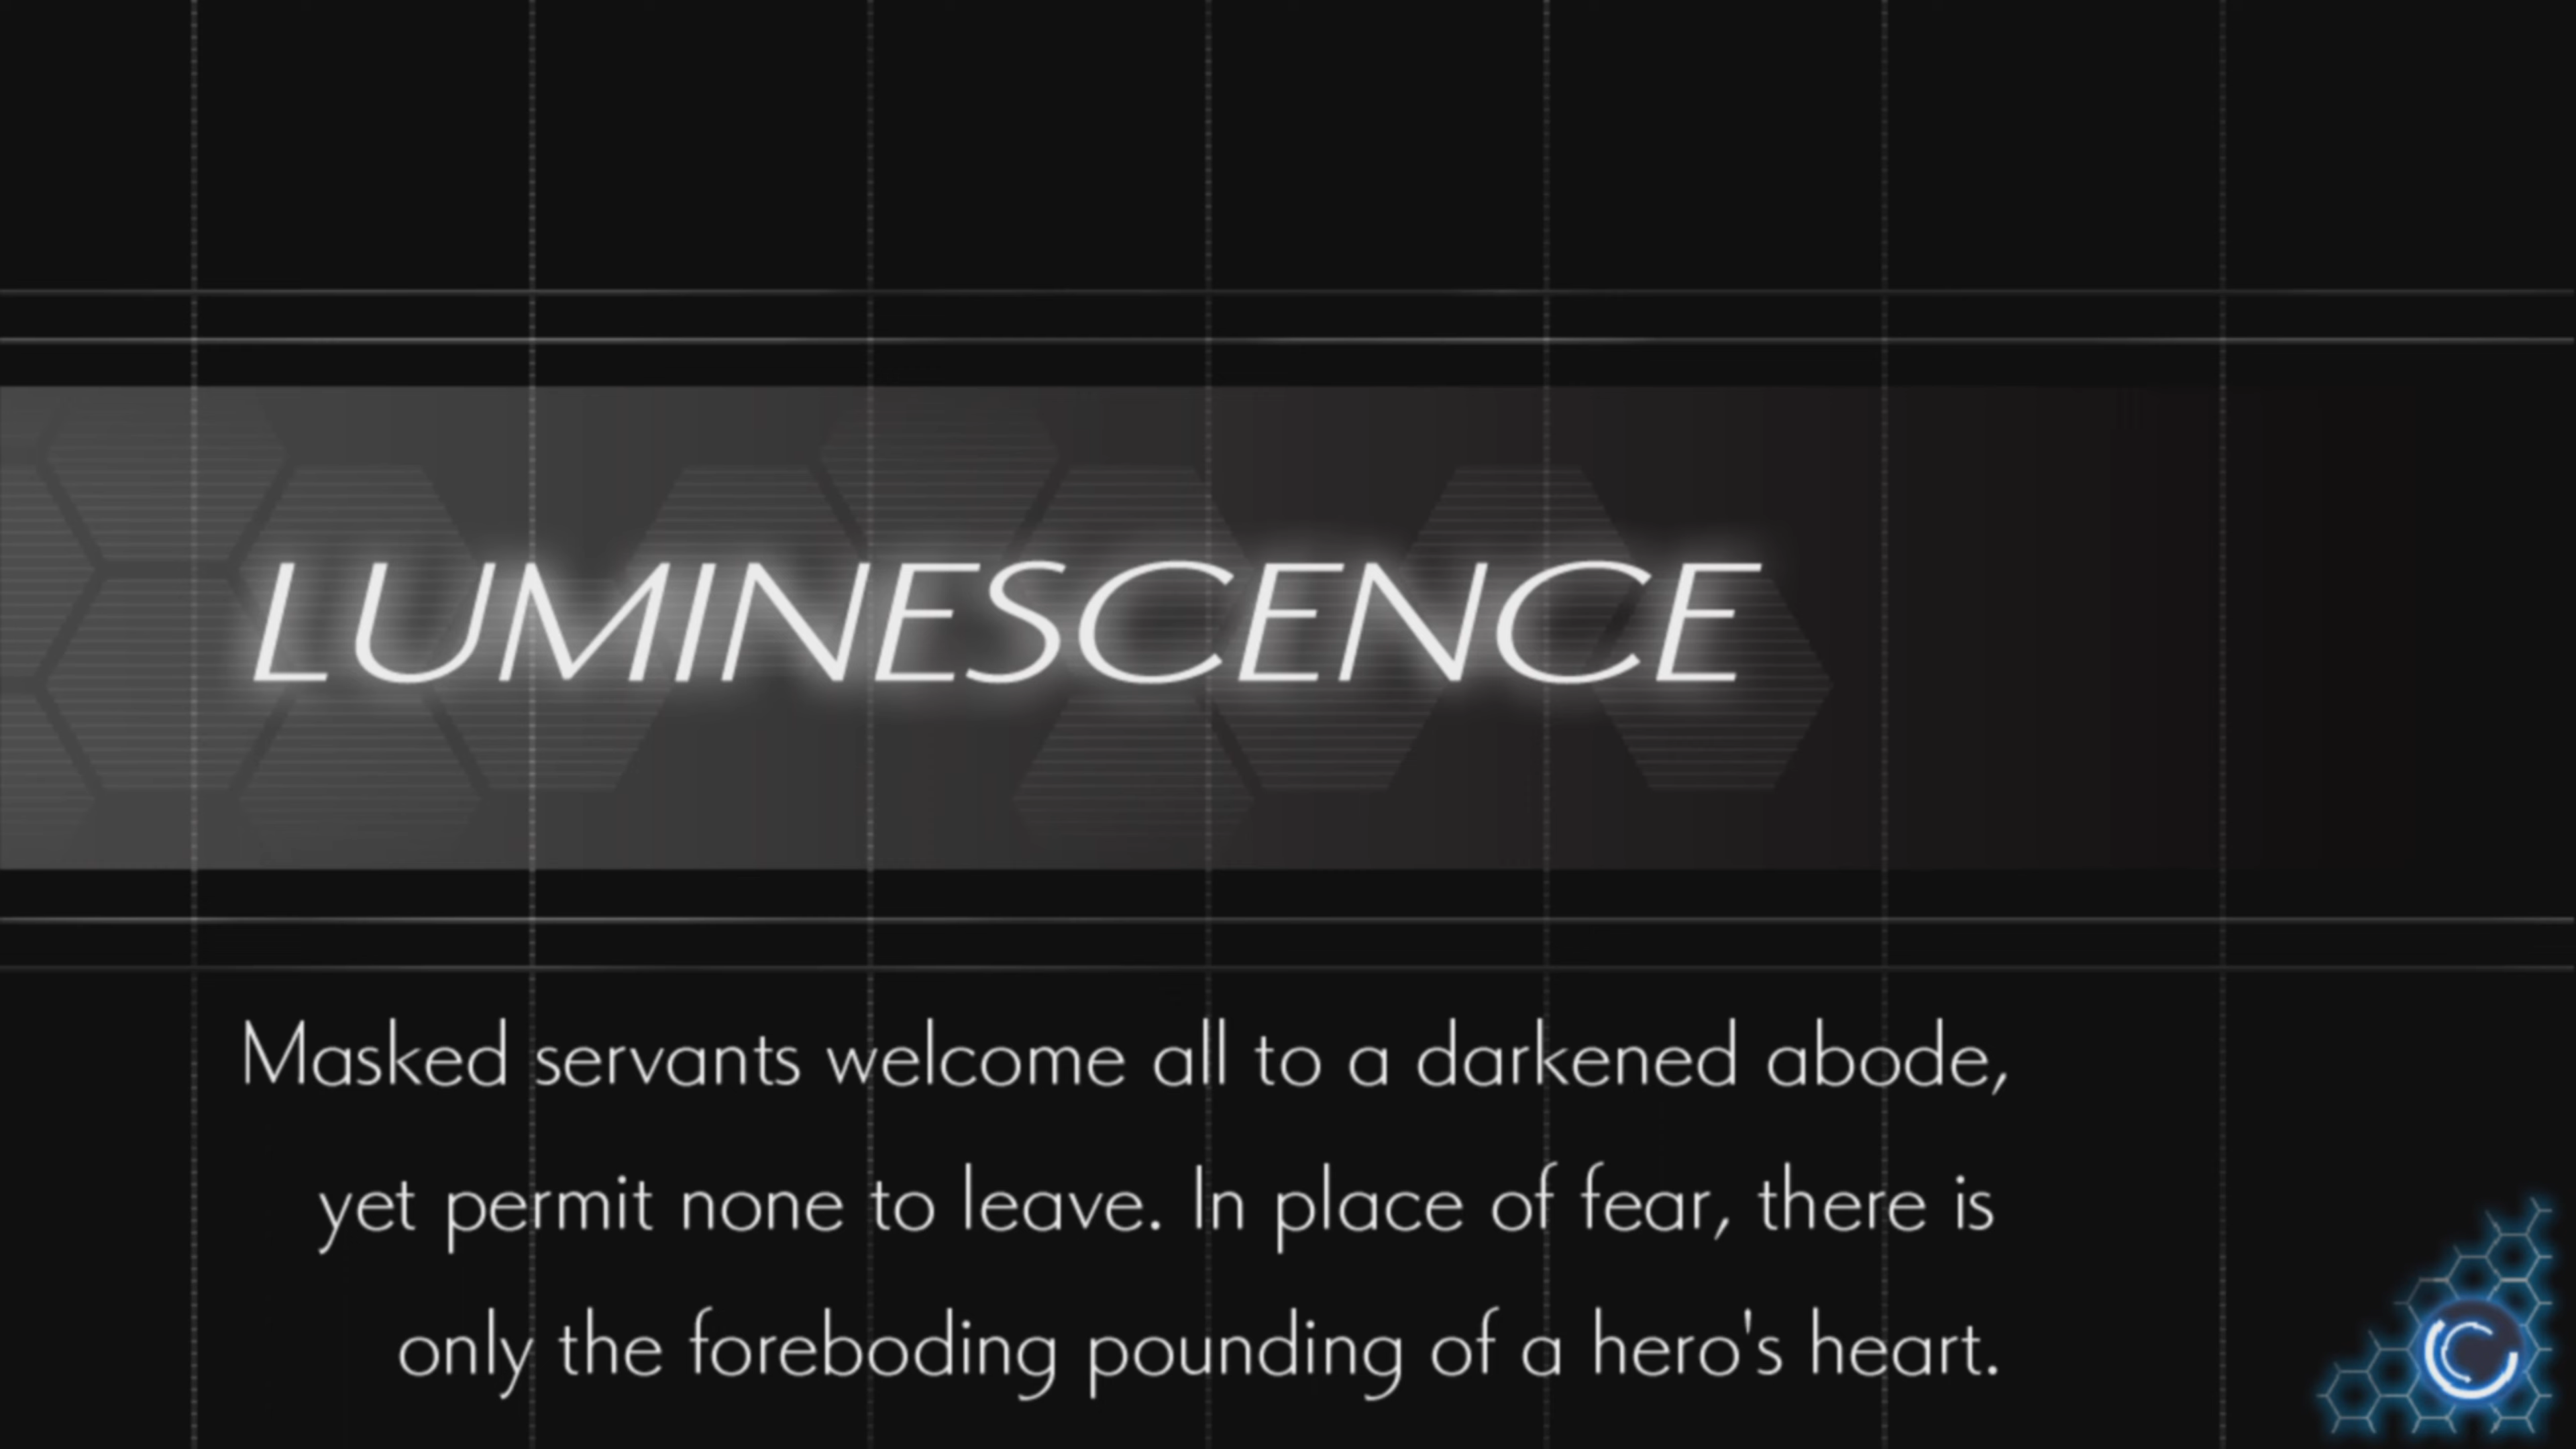 LUMINESCENCE
Masked servants welcome all to a darkened abode,
yet permit none to leave. In place of fear, there is
only the foreboding pounding of a hero's heart.